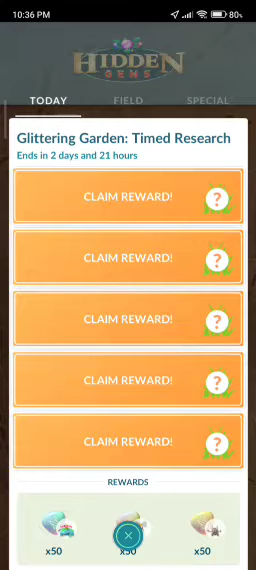 10:36 PM
80%
HIDDEN
GEMS
TODAY
FIELD
SPECIAL
Glittering Garden: Timed Research
Ends in 2 days and 21 hours
CLAIM REWARD!
?
CLAIM REWARD!
?
CLAIM REWARD!
?
CLAIM REWARD!
?
CLAIM REWARD!
?
REWARDS
x50
x50
x50